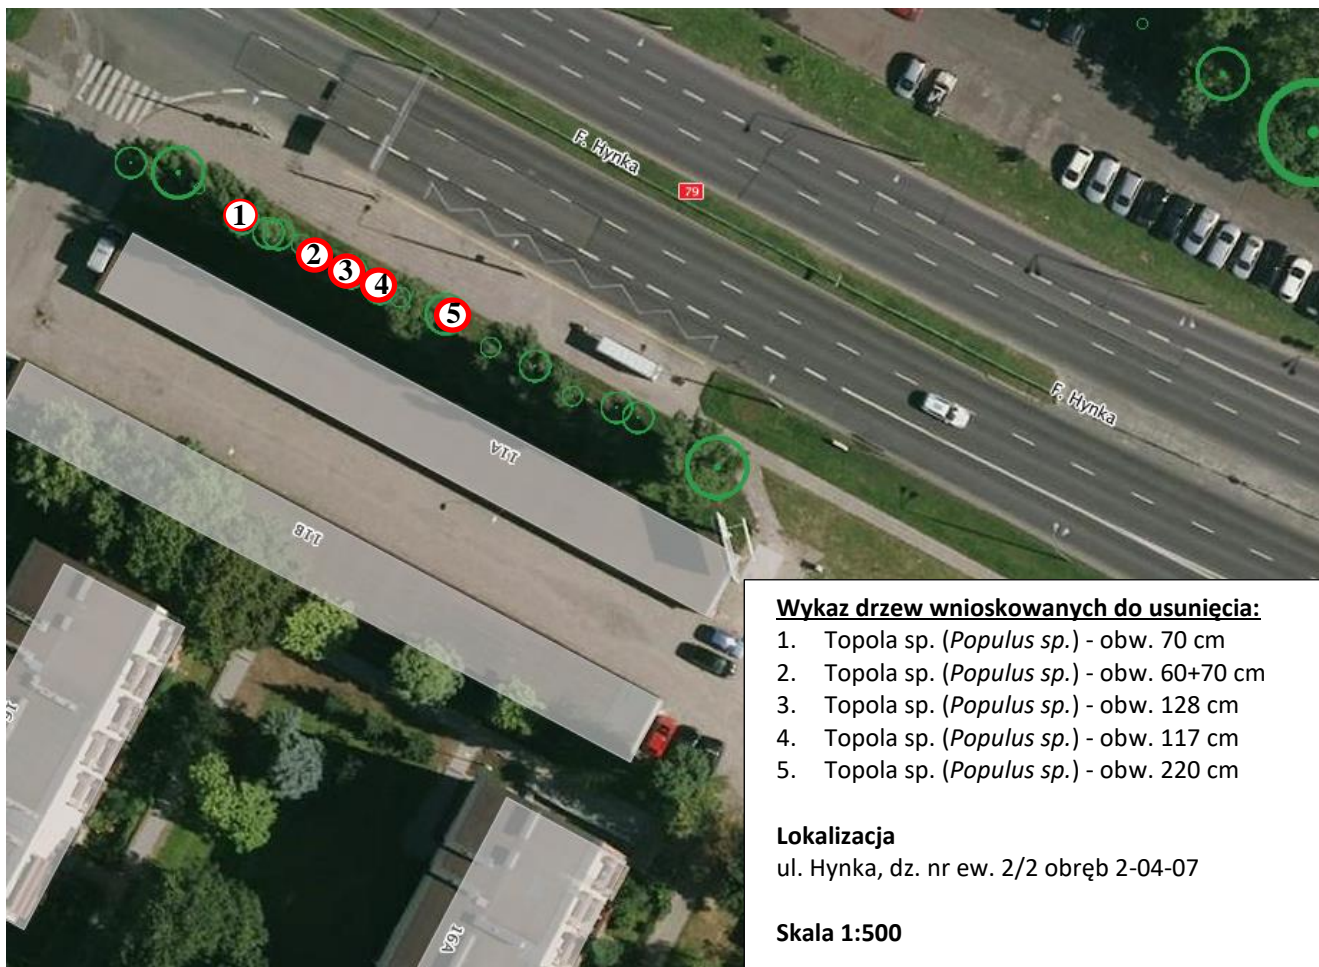 F. Hynka
79
1
2
3
4
5
F. Hynka
11A
11B
16A
Wykaz drzew wnioskowanych do usunięcia:
1. Topola sp. (Populus sp.) - obw. 70 cm
2. Topola sp. (Populus sp.) - obw. 60+70 cm
3. Topola sp. (Populus sp.) - obw. 128 cm
4. Topola sp. (Populus sp.) - obw. 117 cm
5. Topola sp. (Populus sp.) - obw. 220 cm
Lokalizacja
ul. Hynka, dz. nr ew. 2/2 obręb 2-04-07
Skala 1:500